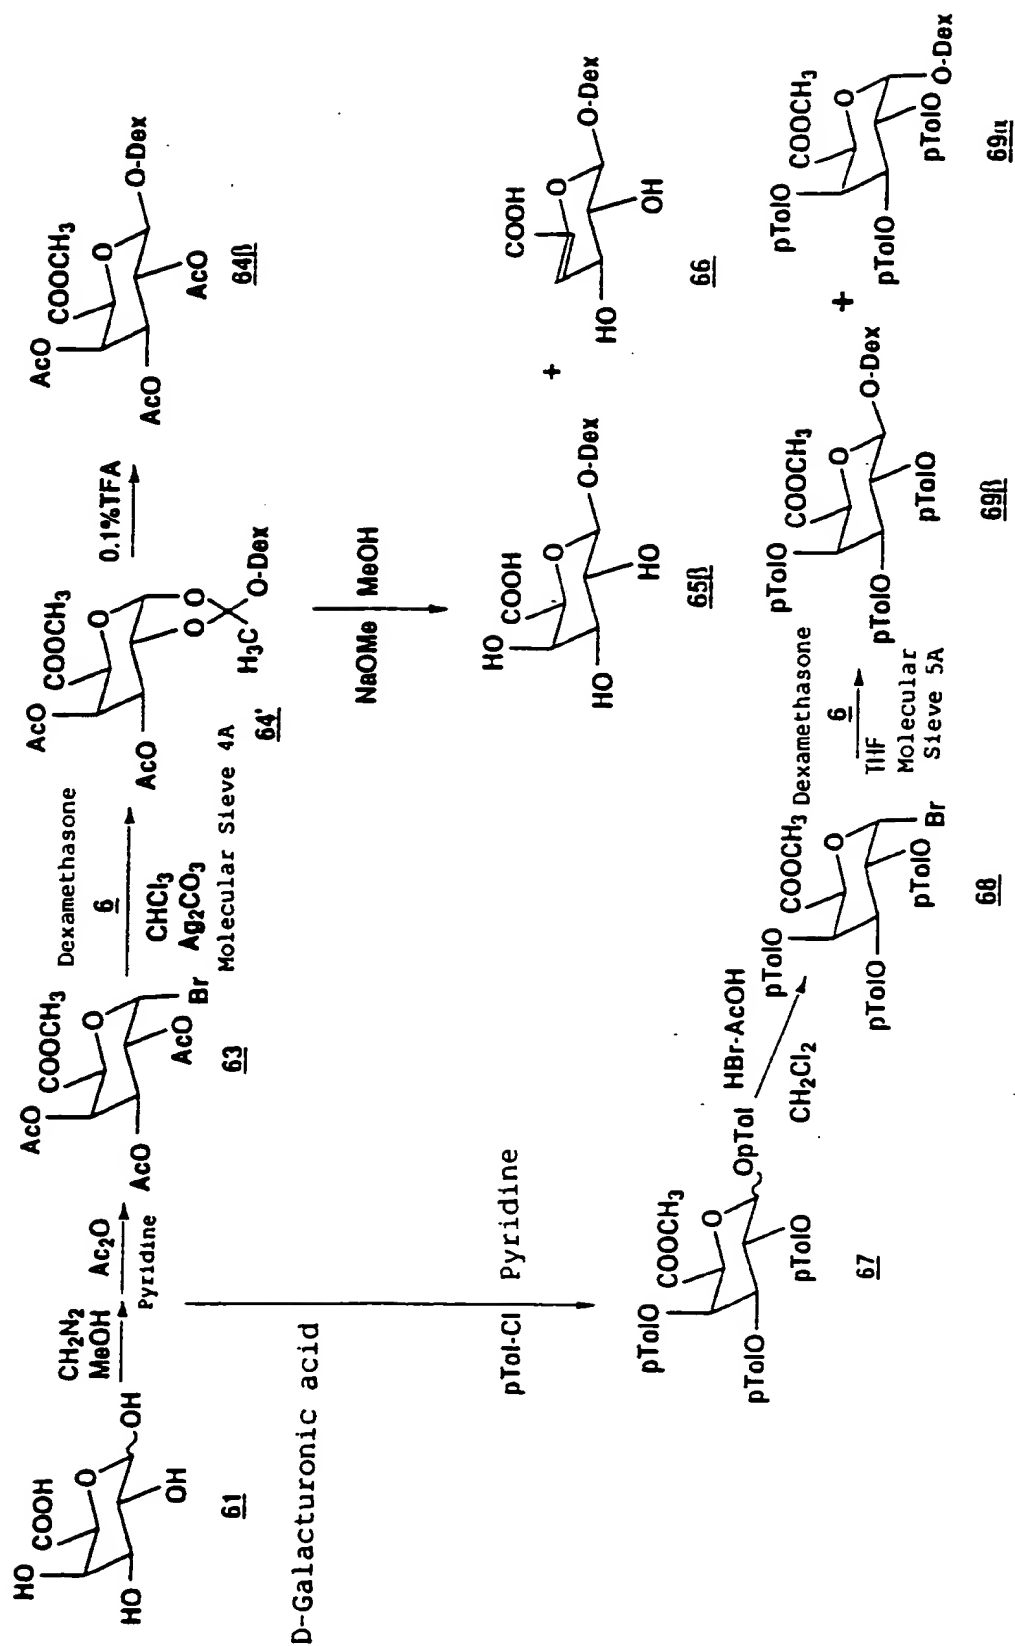 HO
COOH
O
OH
HO
OH
61
D-Galacturonic acid
CH2N2
MeOH
Ac2O
Pyridine
AcO
COOCH3
O
AcO
AcO
Br
63
Dexamethasone
6
CHCl3
Ag2CO3
Molecular Sieve 4A
AcO
COOCH3
O
AcO
O
O
H3C
O-Dex
64'
0.1%TFA
AcO
COOCH3
O
O-Dex
AcO
AcO
64β
NaOMe MeOH
HO
COOH
O
O-Dex
HO
HO
65β
+
COOH
O
O-Dex
HO
OH
66
pTol-Cl Pyridine
pTolO
COOCH3
O
OpTol
pTolO
pTolO
67
HBr-AcOH
CH2Cl2
pTolO
COOCH3
O
pTolO
pTolO
Br
68
Dexamethasone
6
THF
Molecular
Sieve 5A
pTolO
COOCH3
O
O-Dex
pTolO
pTolO
69β
+
pTolO
COOCH3
O
pTolO
pTolO
O-Dex
69α